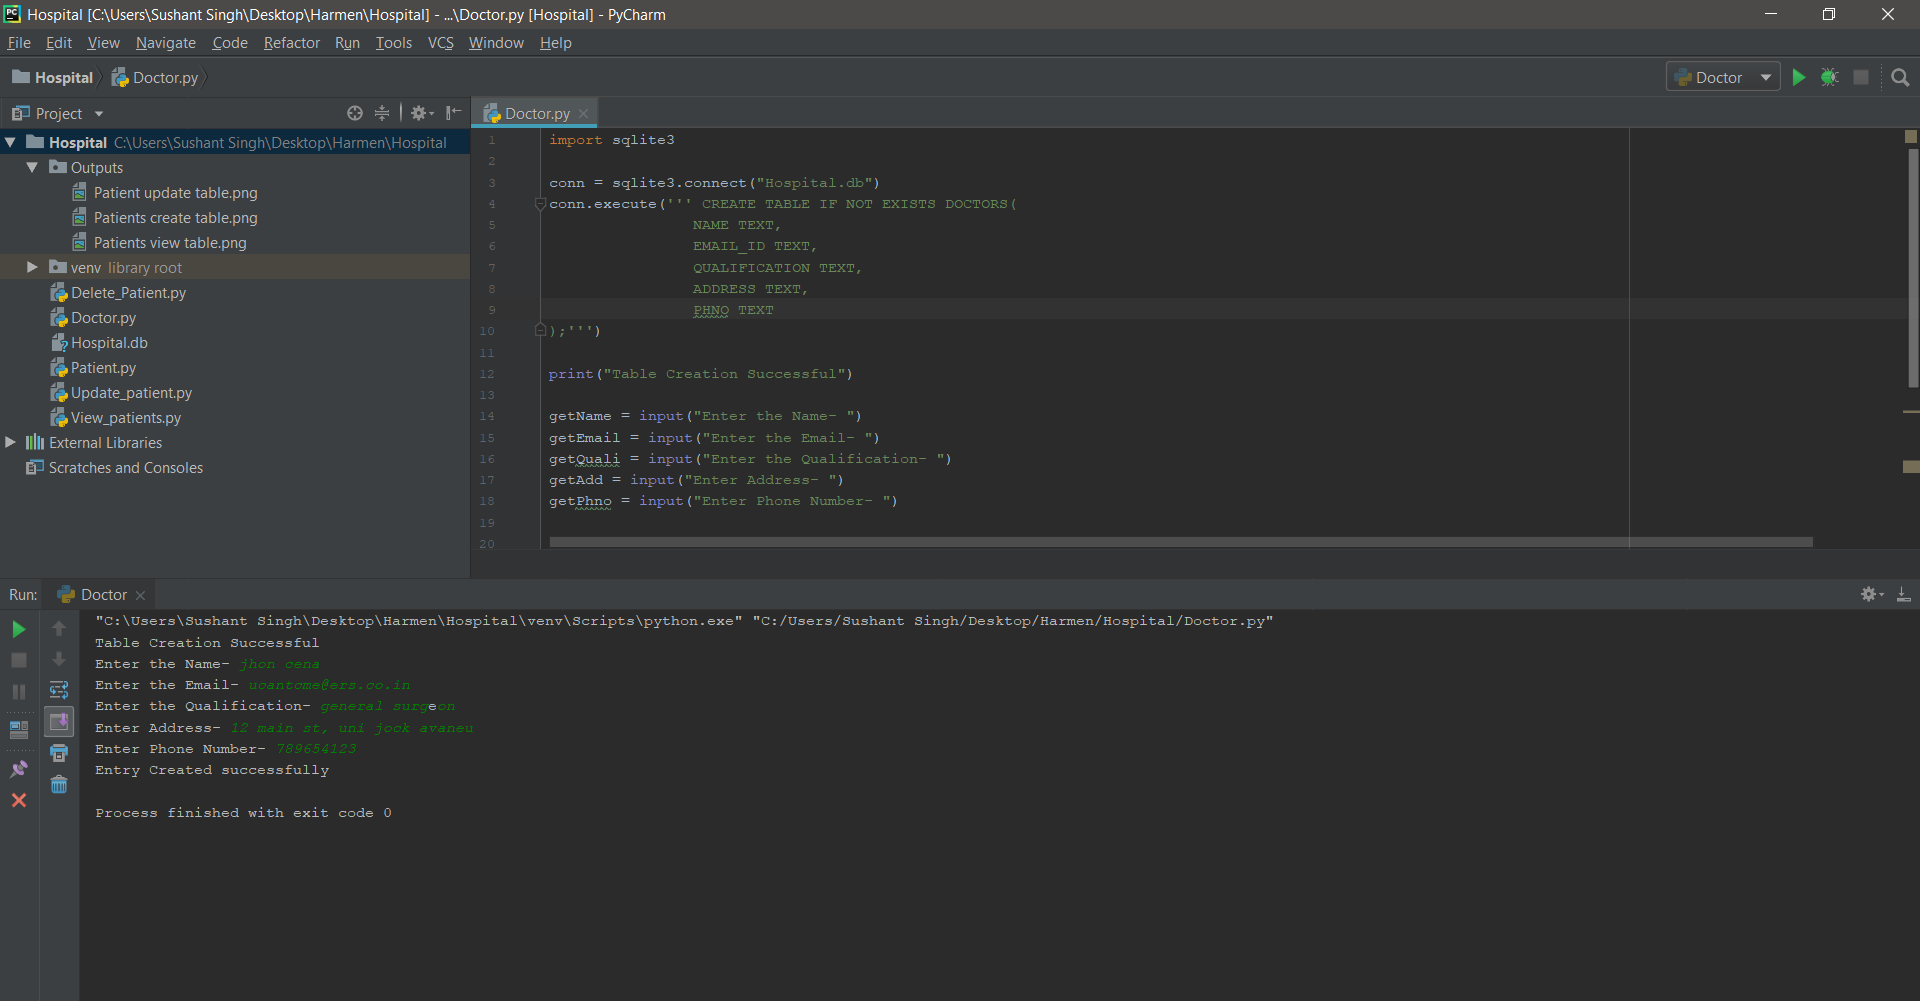 Hospital [C:\Users\Sushant Singh\Desktop\Harmen\Hospital] - ...\Doctor.py [Hospital] - PyCharm
File Edit View Navigate Code Refactor Run Tools VCS Window Help
Hospital Doctor.py
Doctor
Project
Doctor.py
Hospital C:\Users\Sushant Singh\Desktop\Harmen\Hospital
Outputs
Patient update table.png
Patients create table.png
Patients view table.png
venv library root
Delete_Patient.py
Doctor.py
Hospital.db
Patient.py
Update_patient.py
View_patients.py
External Libraries
Scratches and Consoles
1 import sqlite3
2
3 conn = sqlite3.connect("Hospital.db")
4 conn.execute(''' CREATE TABLE IF NOT EXISTS DOCTORS(
5 NAME TEXT,
6 EMAIL_ID TEXT,
7 QUALIFICATION TEXT,
8 ADDRESS TEXT,
9 PHNO TEXT
10 );''')
11
12 print("Table Creation Successful")
13
14 getName = input("Enter the Name- ")
15 getEmail = input("Enter the Email- ")
16 getQuali = input("Enter the Qualification- ")
17 getAdd = input("Enter Address- ")
18 getPhno = input("Enter Phone Number- ")
19
20
Run: Doctor
"C:\Users\Sushant Singh\Desktop\Harmen\Hospital\venv\Scripts\python.exe" "C:/Users/Sushant Singh/Desktop/Harmen/Hospital/Doctor.py"
Table Creation Successful
Enter the Name- jhon cena
Enter the Email- ucantcme@ers.co.in
Enter the Qualification- general surgeon
Enter Address- 12 main st, uni jock avaneu
Enter Phone Number- 789654123
Entry Created successfully
Process finished with exit code 0